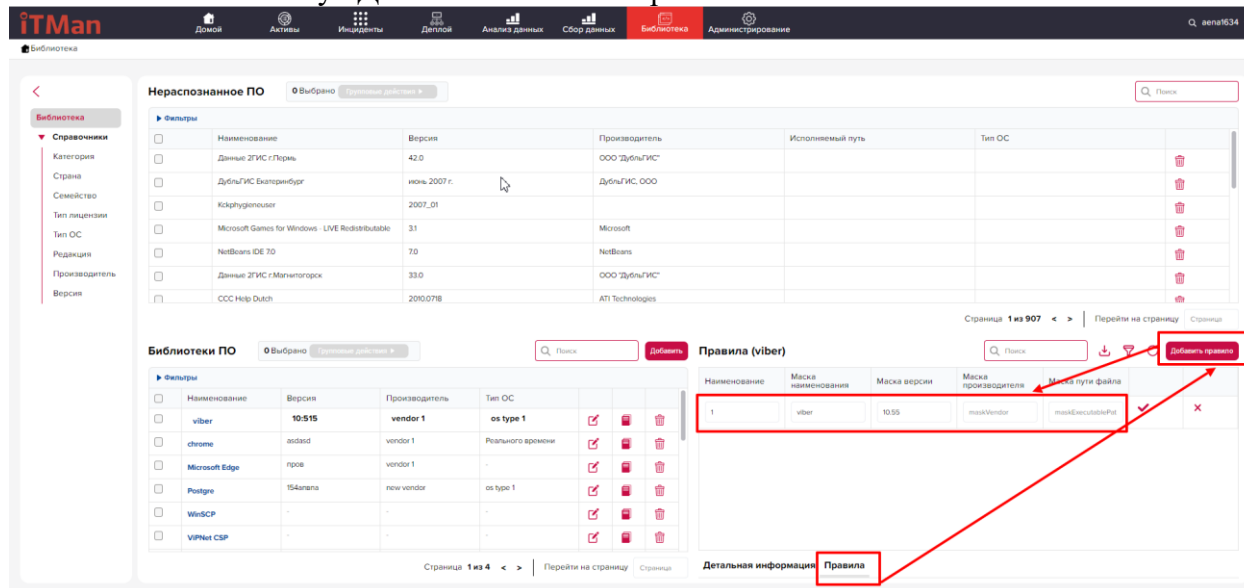 iTMan Домой Активы Инциденты Деплой Анализ данных Сбор данных Библиотека Администрирование aena1634
Библиотека
Нераспознанное ПО 0 Выбрано Групповые действия Поиск
Библиотека
Справочники
Категория
Страна
Семейство
Тип лицензии
Тип ОС
Редакция
Производитель
Версия
Фильтры
Наименование Версия Производитель Исполняемый путь Тип ОС
Данные 2ГИС г.Пермь 42.0 ООО "ДубльГИС"
ДубльГИС Екатеринбург июнь 2007 г. ДубльГИС, ООО
Kckphygieneuser 2007_01
Microsoft Games for Windows - LIVE Redistributable 3.1 Microsoft
NetBeans IDE 7.0 7.0 NetBeans
Данные 2ГИС г.Магнитогорск 33.0 ООО "ДубльГИС"
CCC Help Dutch 2010.0718 ATI Technologies
Страница 1 из 907 < > Перейти на страницу Страница
Библиотеки ПО 0 Выбрано Групповые действия Поиск Добавить
Фильтры
Наименование Версия Производитель Тип ОС
viber 10:515 vendor 1 os type 1
chrome asdasd vendor 1 Реального времени
Microsoft Edge пров vendor 1 -
Postgre 154апвпа new vendor os type 1
WinSCP - - -
ViPNet CSP - - -
Страница 1 из 4 < > Перейти на страницу Страница
Правила (viber) Поиск Добавить правило
Наименование Маска наименования Маска версии Маска производителя Маска пути файла
1 viber 10.55 maskVendor maskExecutablePat
Детальная информация Правила